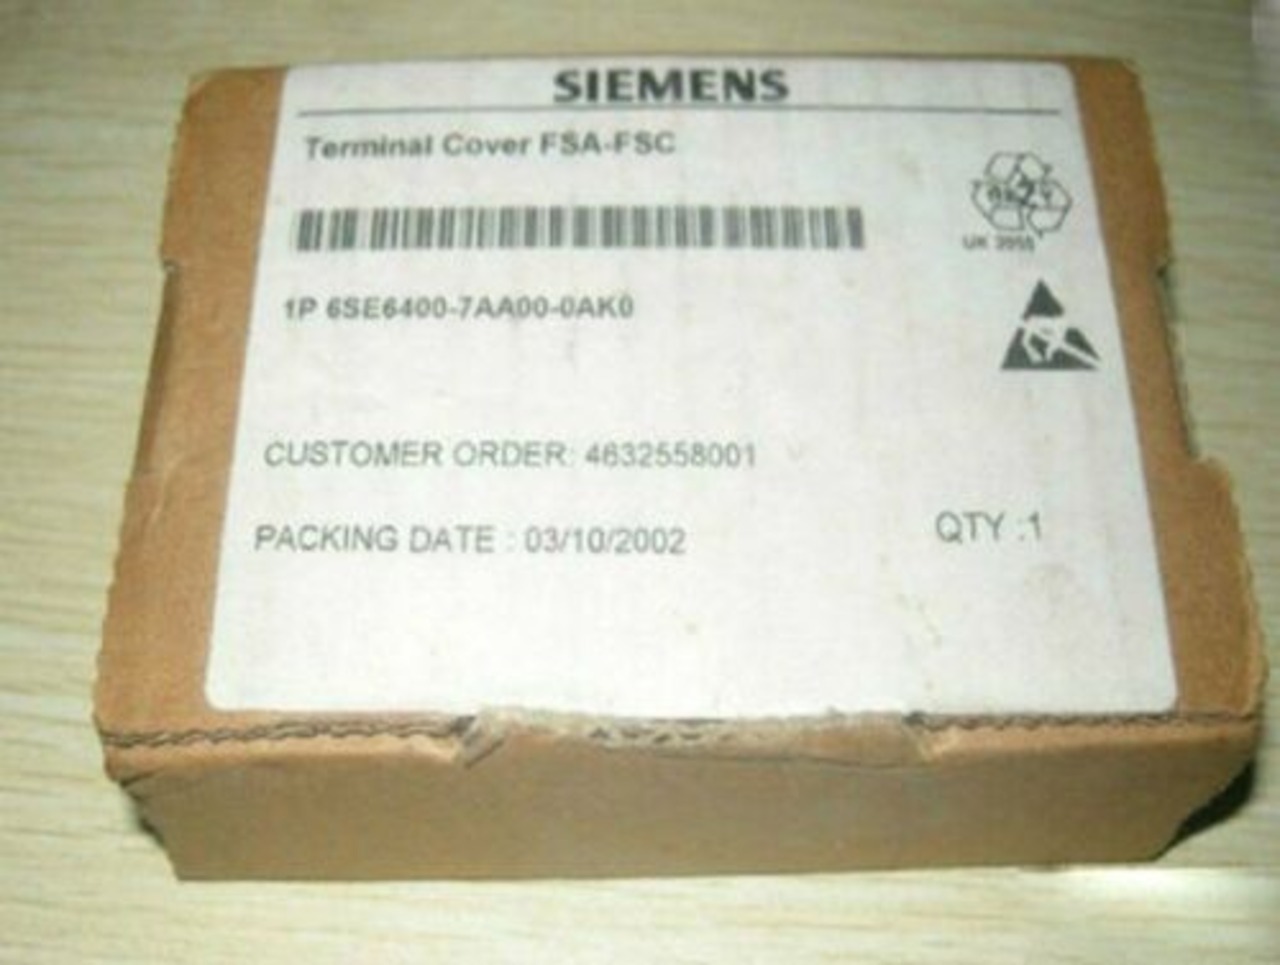 SIEMENS
Terminal Cover FSA-FSC
1P 6SE6400-7AA00-0AK0
CUSTOMER ORDER: 4632558001
PACKING DATE : 03/10/2002
QTY :1